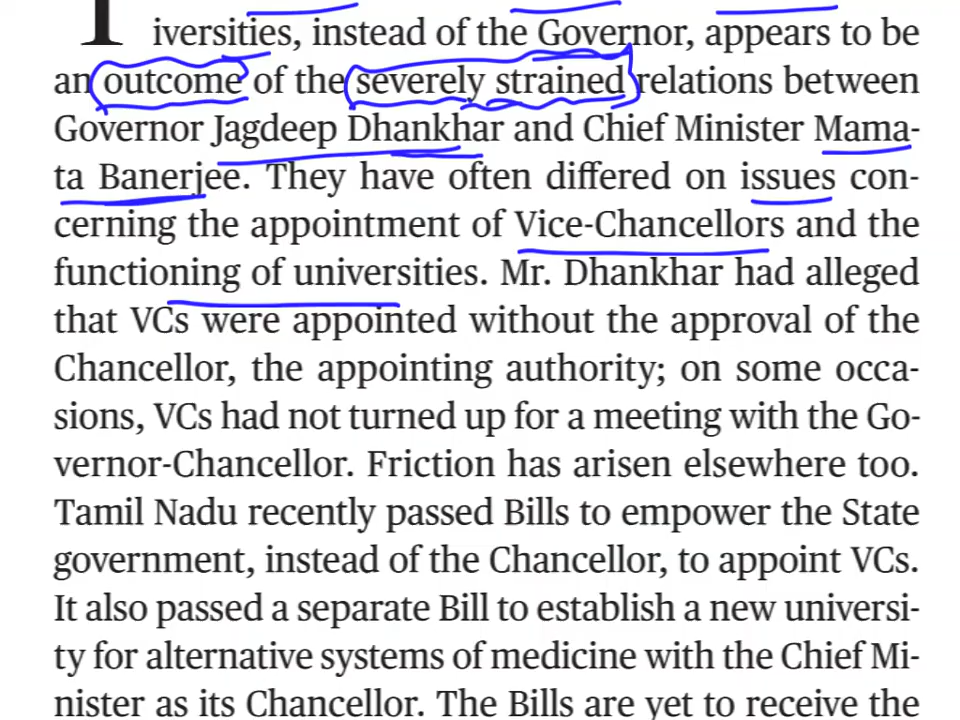 T iversities, instead of the Governor, appears to be
an outcome of the severely strained relations between
Governor Jagdeep Dhankhar and Chief Minister Mama-
ta Banerjee. They have often differed on issues con-
cerning the appointment of Vice-Chancellors and the
functioning of universities. Mr. Dhankhar had alleged
that VCs were appointed without the approval of the
Chancellor, the appointing authority; on some occa-
sions, VCs had not turned up for a meeting with the Go-
vernor-Chancellor. Friction has arisen elsewhere too.
Tamil Nadu recently passed Bills to empower the State
government, instead of the Chancellor, to appoint VCs.
It also passed a separate Bill to establish a new universi-
ty for alternative systems of medicine with the Chief Mi-
nister as its Chancellor. The Bills are yet to receive the